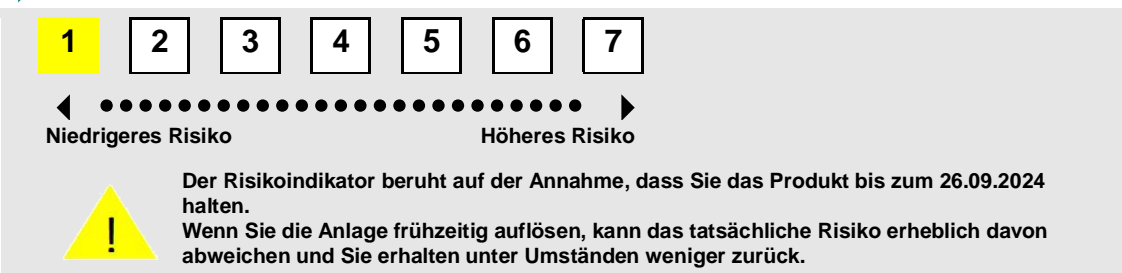 1 2 3 4 5 6 7
Niedrigeres Risiko Höheres Risiko
Der Risikoindikator beruht auf der Annahme, dass Sie das Produkt bis zum 26.09.2024
halten.
Wenn Sie die Anlage frühzeitig auflösen, kann das tatsächliche Risiko erheblich davon
! abweichen und Sie erhalten unter Umständen weniger zurück.